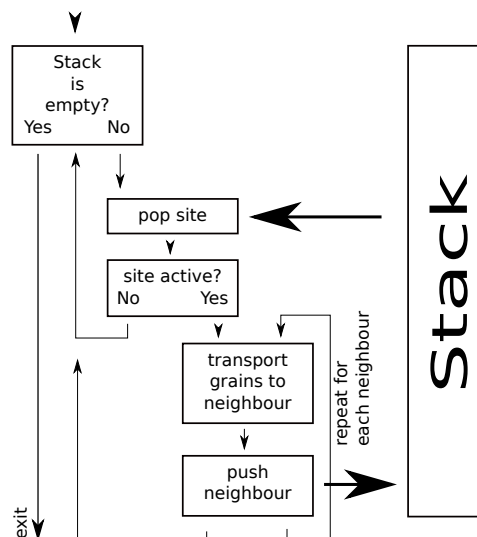 Stack
is
empty?
Yes No
pop site
site active?
No Yes
transport
grains to
neighbour
push
neighbour
repeat for
each neighbour
exit
Stack